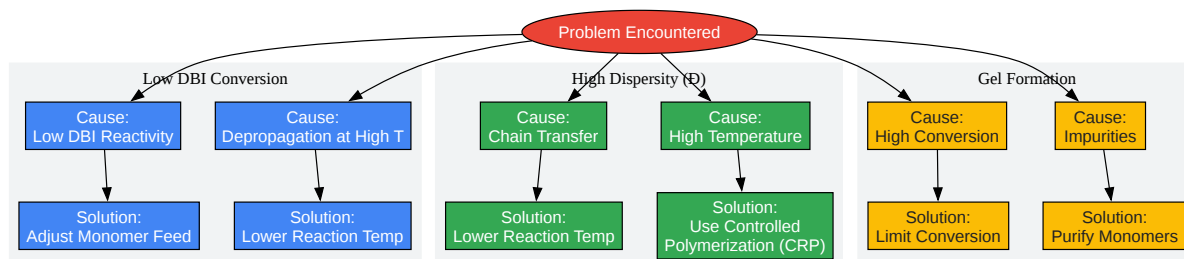 Problem Encountered
Low DBI Conversion
High Dispersity (Đ)
Gel Formation
Cause:
Low DBI Reactivity
Cause:
Depropagation at High T
Cause:
Chain Transfer
Cause:
High Temperature
Cause:
High Conversion
Cause:
Impurities
Solution:
Adjust Monomer Feed
Solution:
Lower Reaction Temp
Solution:
Lower Reaction Temp
Solution:
Use Controlled
Polymerization (CRP)
Solution:
Limit Conversion
Solution:
Purify Monomers